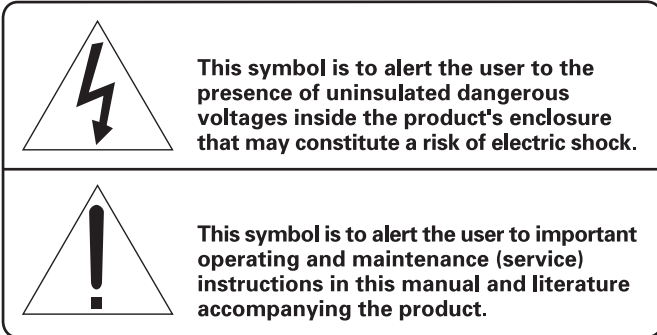 This symbol is to alert the user to the
presence of uninsulated dangerous
voltages inside the product's enclosure
that may constitute a risk of electric shock.
This symbol is to alert the user to important
operating and maintenance (service)
instructions in this manual and literature
accompanying the product.